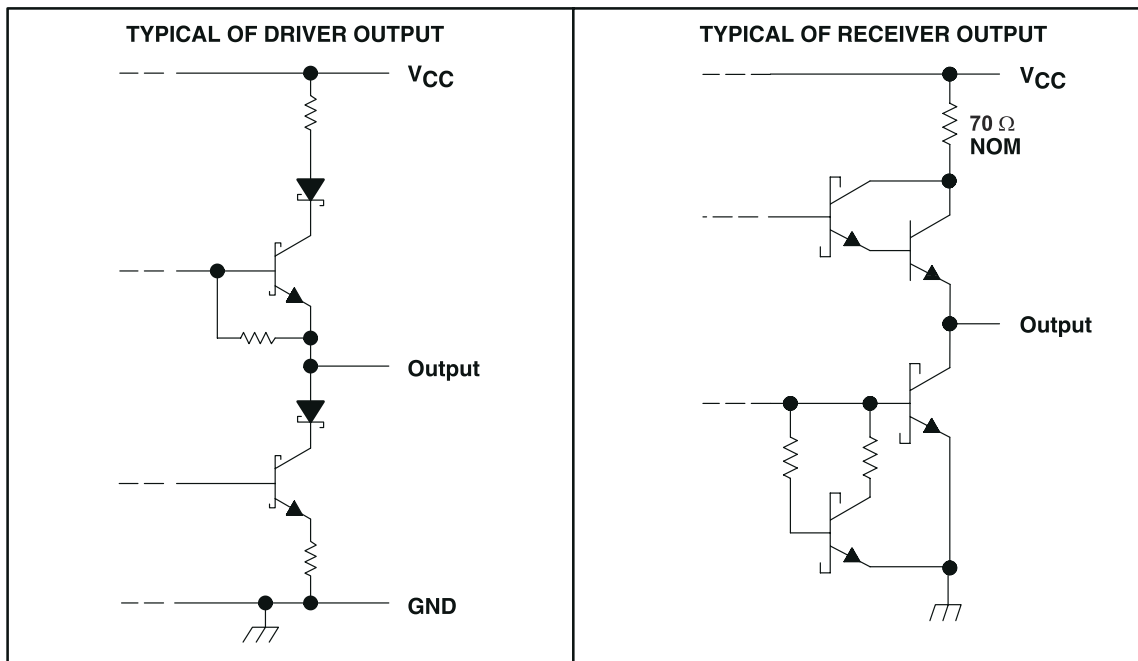 TYPICAL OF DRIVER OUTPUT
VCC
Output
GND
TYPICAL OF RECEIVER OUTPUT
VCC
70 Ω
NOM
Output